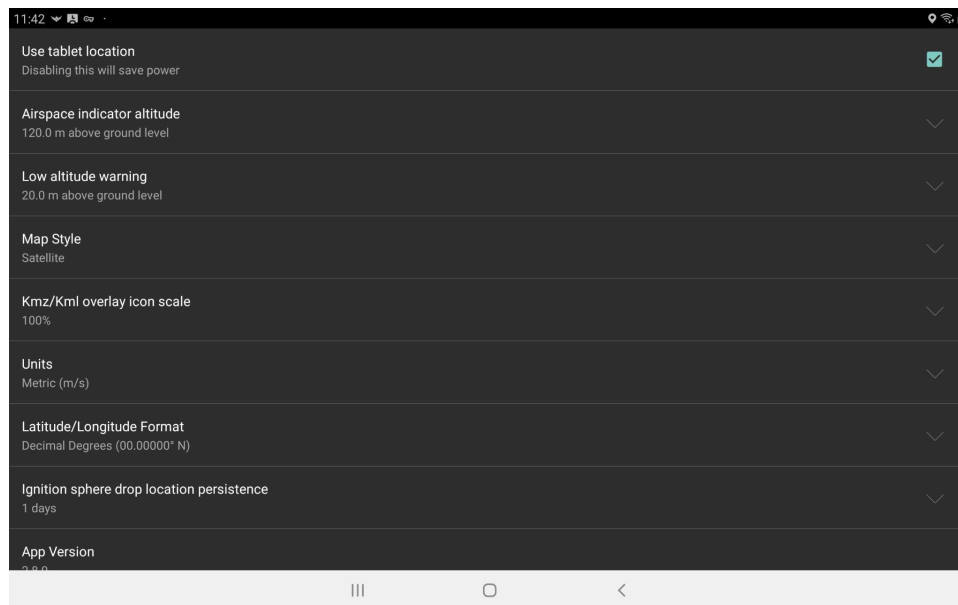 11:42
Use tablet location
Disabling this will save power
Airspace indicator altitude
120.0 m above ground level
Low altitude warning
20.0 m above ground level
Map Style
Satellite
Kmz/Kml overlay icon scale
100%
Units
Metric (m/s)
Latitude/Longitude Format
Decimal Degrees (00.00000° N)
Ignition sphere drop location persistence
1 days
App Version